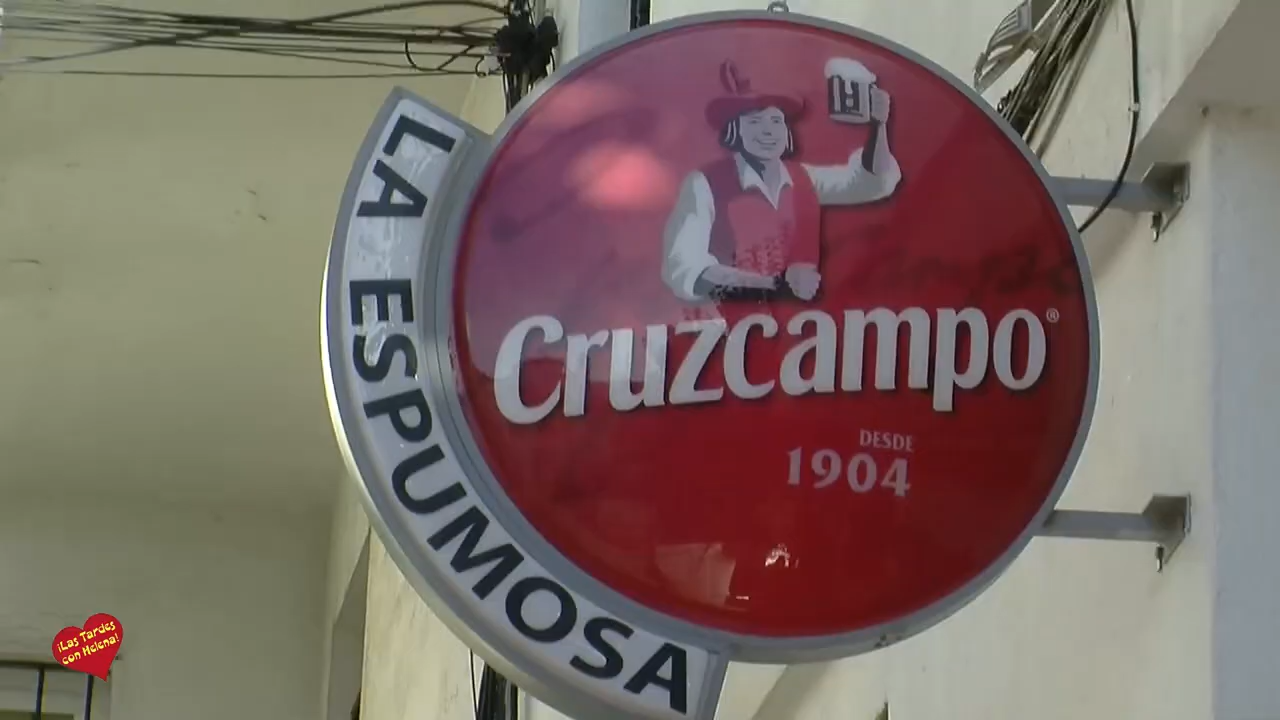 LA ESPUMOSA
Cruzcampo®
DESDE
1904
¡Las Tardes
con Helena!